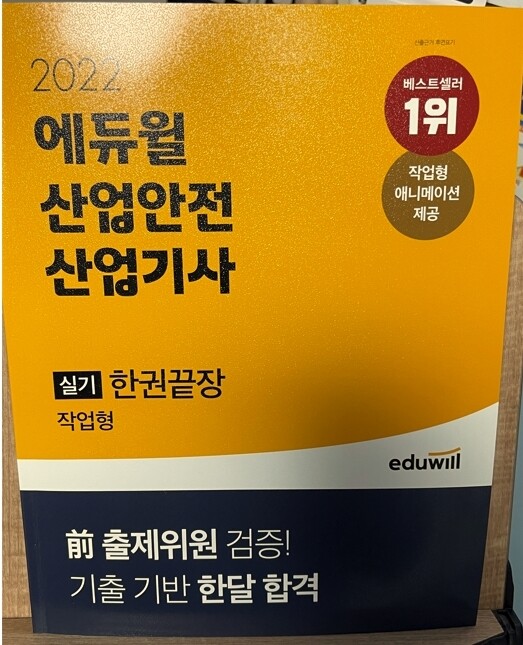 2022
에듀윌
산업안전
산업기사
실기 한권끝장
작업형
베스트셀러
1위
작업형
애니메이션
제공
eduwill
前 출제위원 검증!
기출 기반 한달 합격